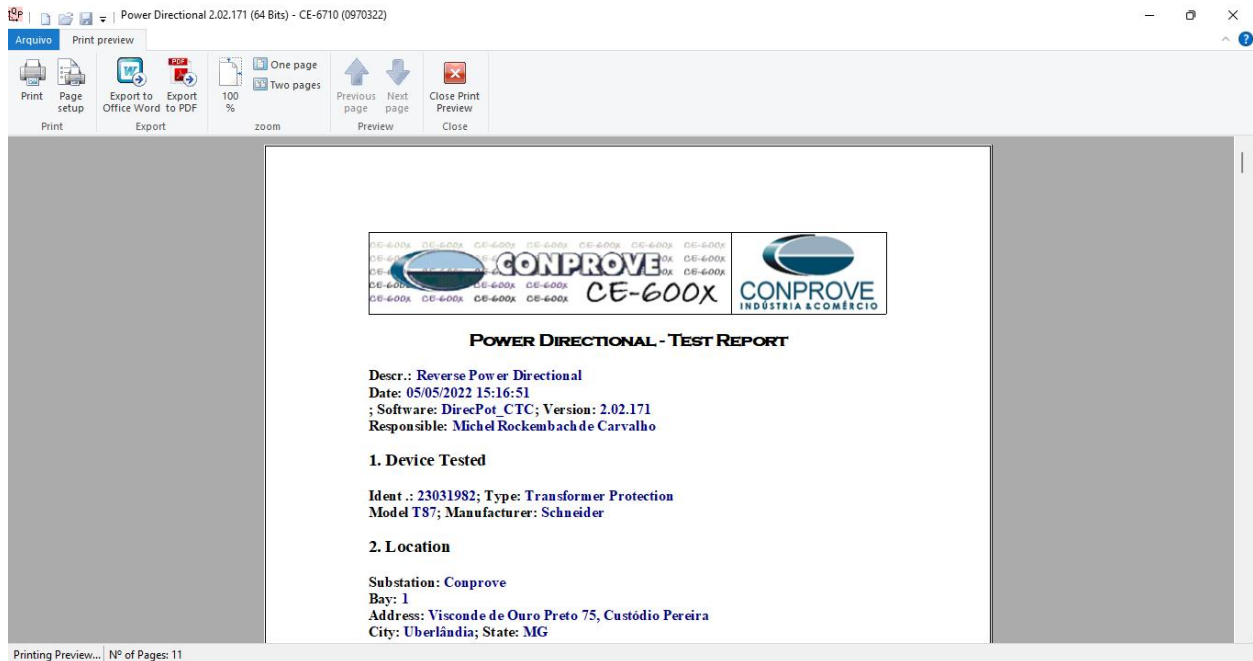 Power Directional 2.02.171 (64 Bits) - CE-6710 (0970322)
Arquivo Print preview
Print
Page setup
Export to Office Word
Export to PDF
100 %
One page
Two pages
Previous page
Next page
Close Print Preview
Print Export zoom Preview Close
CONPROVE
CE-600X
CONPROVE
INDÚSTRIA & COMÉRCIO
POWER DIRECTIONAL - TEST REPORT
Descr.: Reverse Power Directional
Date: 05/05/2022 15:16:51
; Software: DirecPot_CTC; Version: 2.02.171
Responsible: Michel Rockembach de Carvalho
1. Device Tested
Ident .: 23031982; Type: Transformer Protection
Model T87; Manufacturer: Schneider
2. Location
Substation: Conprove
Bay: 1
Address: Visconde de Ouro Preto 75, Custódio Pereira
City: Uberlândia; State: MG
Printing Preview... Nº of Pages: 11